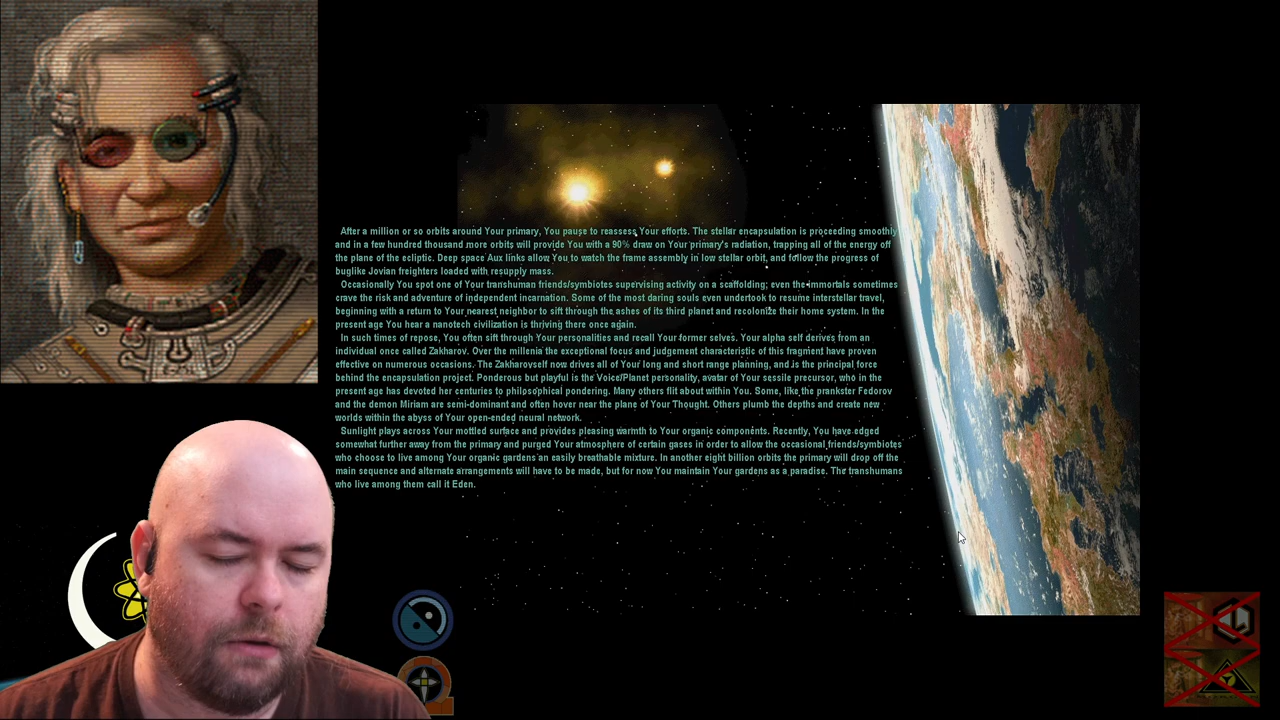 After a million or so orbits around Your primary, You pause to reassess Your efforts. The stellar encapsulation is proceeding smoothly
and in a few hundred thousand more orbits will provide You with a 90% draw on Your primary's radiation, trapping all of the energy off
the plane of the ecliptic. Deep space Aux links allow You to watch the frame assembly in low stellar orbit, and follow the progress of
buglike Jovian freighters loaded with resupply mass.
Occasionally You spot one of Your transhuman friends/symbiotes supervising activity on a scaffolding; even the immortals sometimes
crave the risk and adventure of independent incarnation. Some of the most daring souls even undertook to resume interstellar travel,
beginning with a return to Your nearest neighbor to sift through the ashes of its third planet and recolonize their home system. In the
present age You hear a nanotech civilization is thriving there once again.
In such times of repose, You often sift through Your personalities and recall Your former selves. Your alpha self derives from an
individual once called Zakharov. Over the millenia the exceptional focus and judgement characteristic of this fragment have proven
effective on numerous occasions. The Zakharovself now drives all of Your long and short range planning, and is the principal force
behind the encapsulation project. Ponderous but playful is the Voice/Planet personality, avatar of Your sessile precursor, who in the
present age has devoted her centuries to philsophical pondering. Many others flit about within You. Some, like the prankster Fedorov
and the demon Miriam are semi-dominant and often hover near the plane of Your Thought. Others plumb the depths and create new
worlds within the abyss of Your open-ended neural network.
Sunlight plays across Your mottled surface and provides pleasing warmth to Your organic components. Recently, You have edged
somewhat further away from the primary and purged Your atmosphere of certain gases in order to allow the occasional friends/symbiotes
who choose to live among Your organic gardens an easily breathable mixture. In another eight billion orbits the primary will drop off the
main sequence and alternate arrangements will have to be made, but for now You maintain Your gardens as a paradise. The transhumans
who live among them call it Eden.